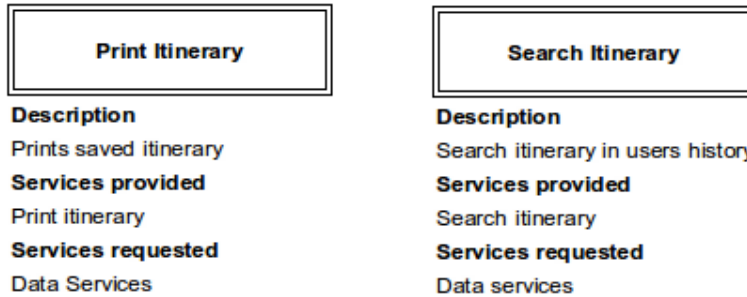 Print Itinerary
Description
Prints saved itinerary
Services provided
Print itinerary
Services requested
Data Services
Search Itinerary
Description
Search itinerary in users history
Services provided
Search itinerary
Services requested
Data services